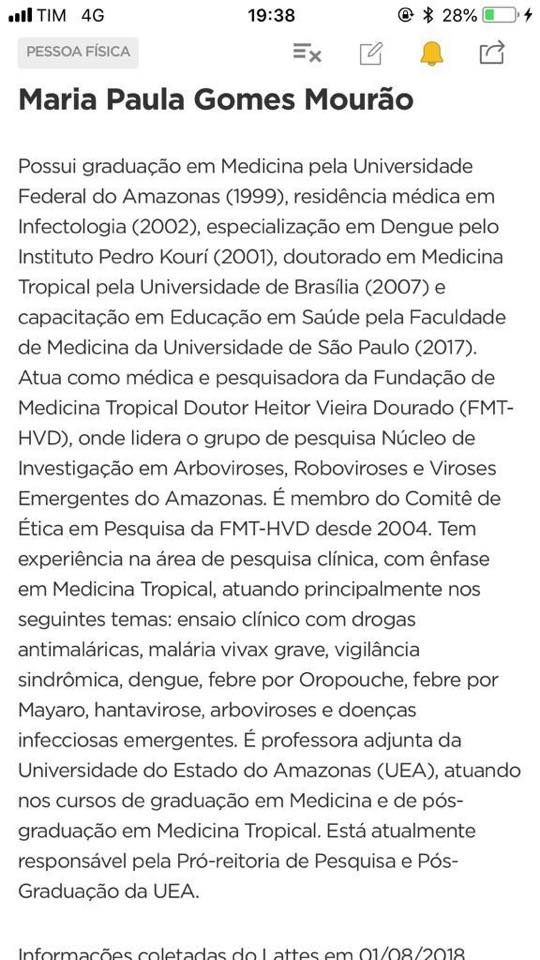 TIM 4G 19:38 28%
PESSOA FÍSICA
Maria Paula Gomes Mourão
Possui graduação em Medicina pela Universidade
Federal do Amazonas (1999), residência médica em
Infectologia (2002), especialização em Dengue pelo
Instituto Pedro Kourí (2001), doutorado em Medicina
Tropical pela Universidade de Brasília (2007) e
capacitação em Educação em Saúde pela Faculdade
de Medicina da Universidade de São Paulo (2017).
Atua como médica e pesquisadora da Fundação de
Medicina Tropical Doutor Heitor Vieira Dourado (FMT-
HVD), onde lidera o grupo de pesquisa Núcleo de
Investigação em Arboviroses, Roboviroses e Viroses
Emergentes do Amazonas. É membro do Comitê de
Ética em Pesquisa da FMT-HVD desde 2004. Tem
experiência na área de pesquisa clínica, com ênfase
em Medicina Tropical, atuando principalmente nos
seguintes temas: ensaio clínico com drogas
antimaláricas, malária vivax grave, vigilância
sindrômica, dengue, febre por Oropouche, febre por
Mayaro, hantavirose, arboviroses e doenças
infecciosas emergentes. É professora adjunta da
Universidade do Estado do Amazonas (UEA), atuando
nos cursos de graduação em Medicina e de pós-
graduação em Medicina Tropical. Está atualmente
responsável pela Pró-reitoria de Pesquisa e Pós-
Graduação da UEA.
Informações coletadas do Lattes em 01/08/2018